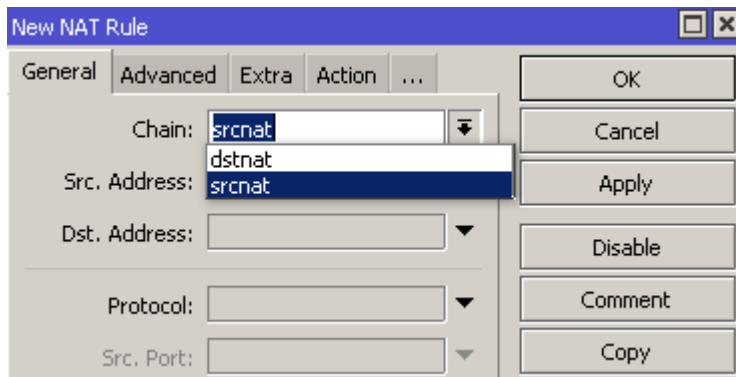 New NAT Rule
General Advanced Extra Action ...
OK
Chain: srcnat
Cancel
dstnat
Src. Address: srcnat
Apply
Dst. Address:
Disable
Protocol:
Comment
Src. Port:
Copy